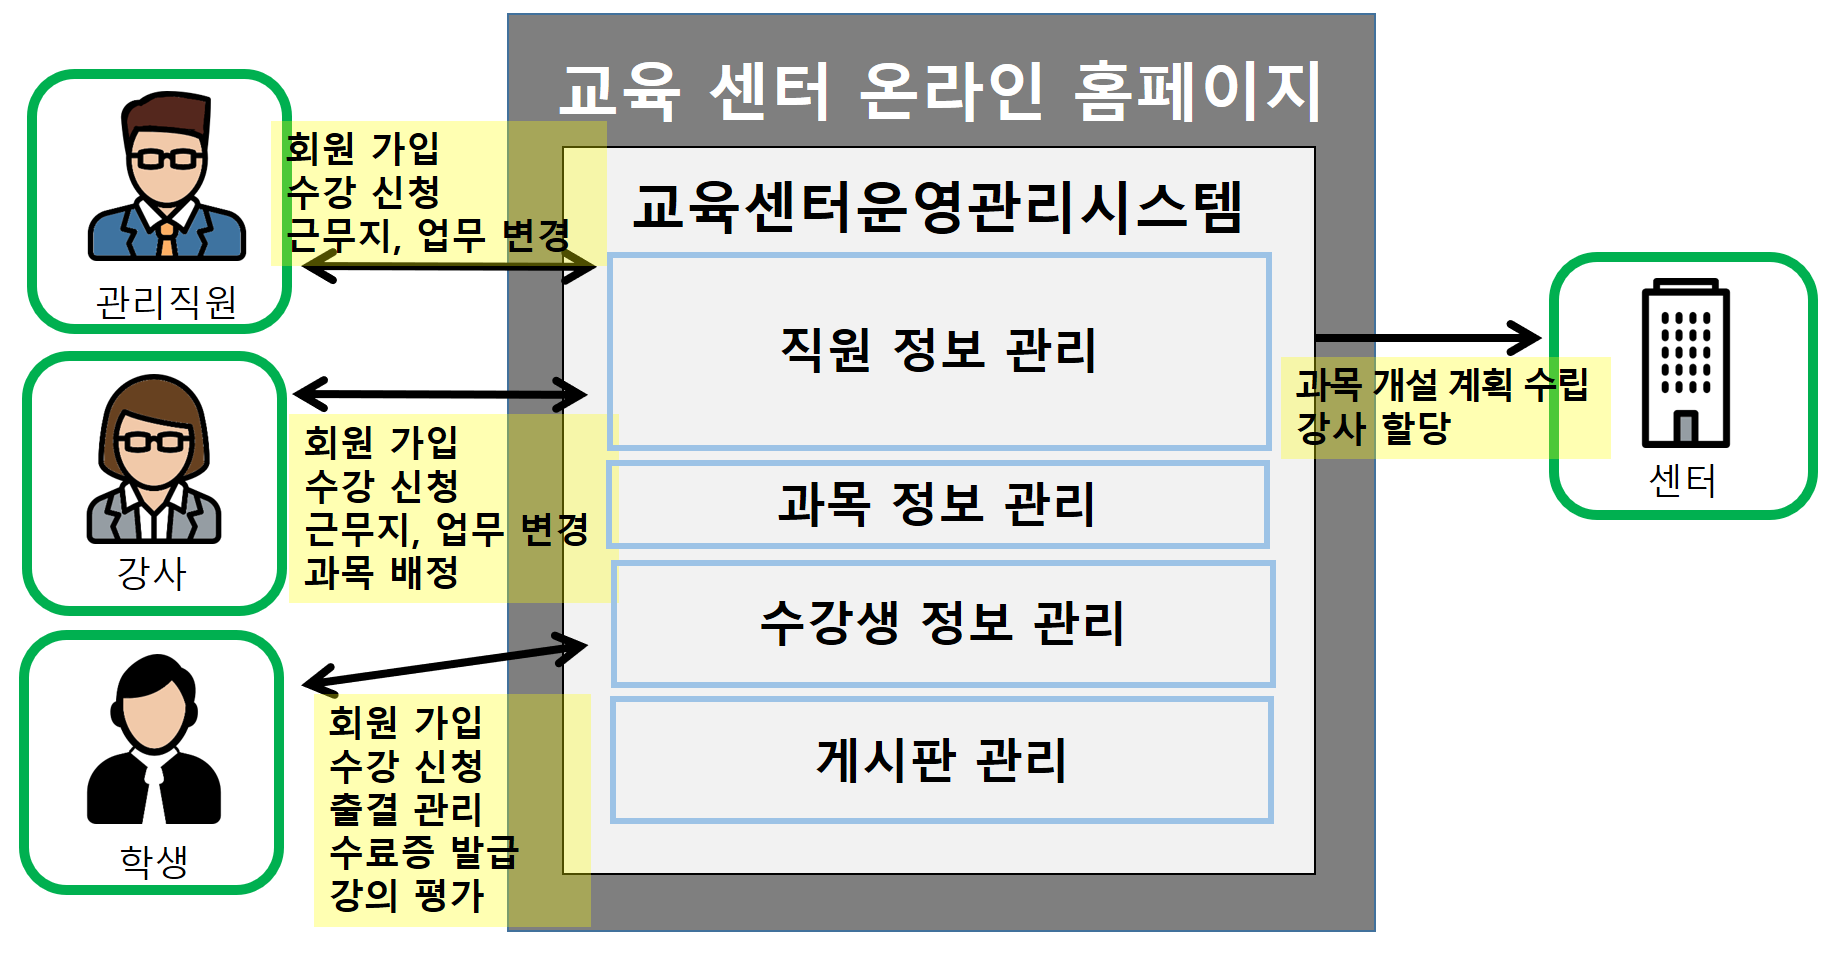 교육 센터 온라인 홈페이지
회원 가입
수강 신청
근무지, 업무 변경
관리직원
회원 가입
수강 신청
근무지, 업무 변경
과목 배정
강사
회원 가입
수강 신청
출결 관리
수료증 발급
강의 평가
학생
교육센터운영관리시스템
직원 정보 관리
과목 정보 관리
수강생 정보 관리
게시판 관리
과목 개설 계획 수립
강사 할당
센터